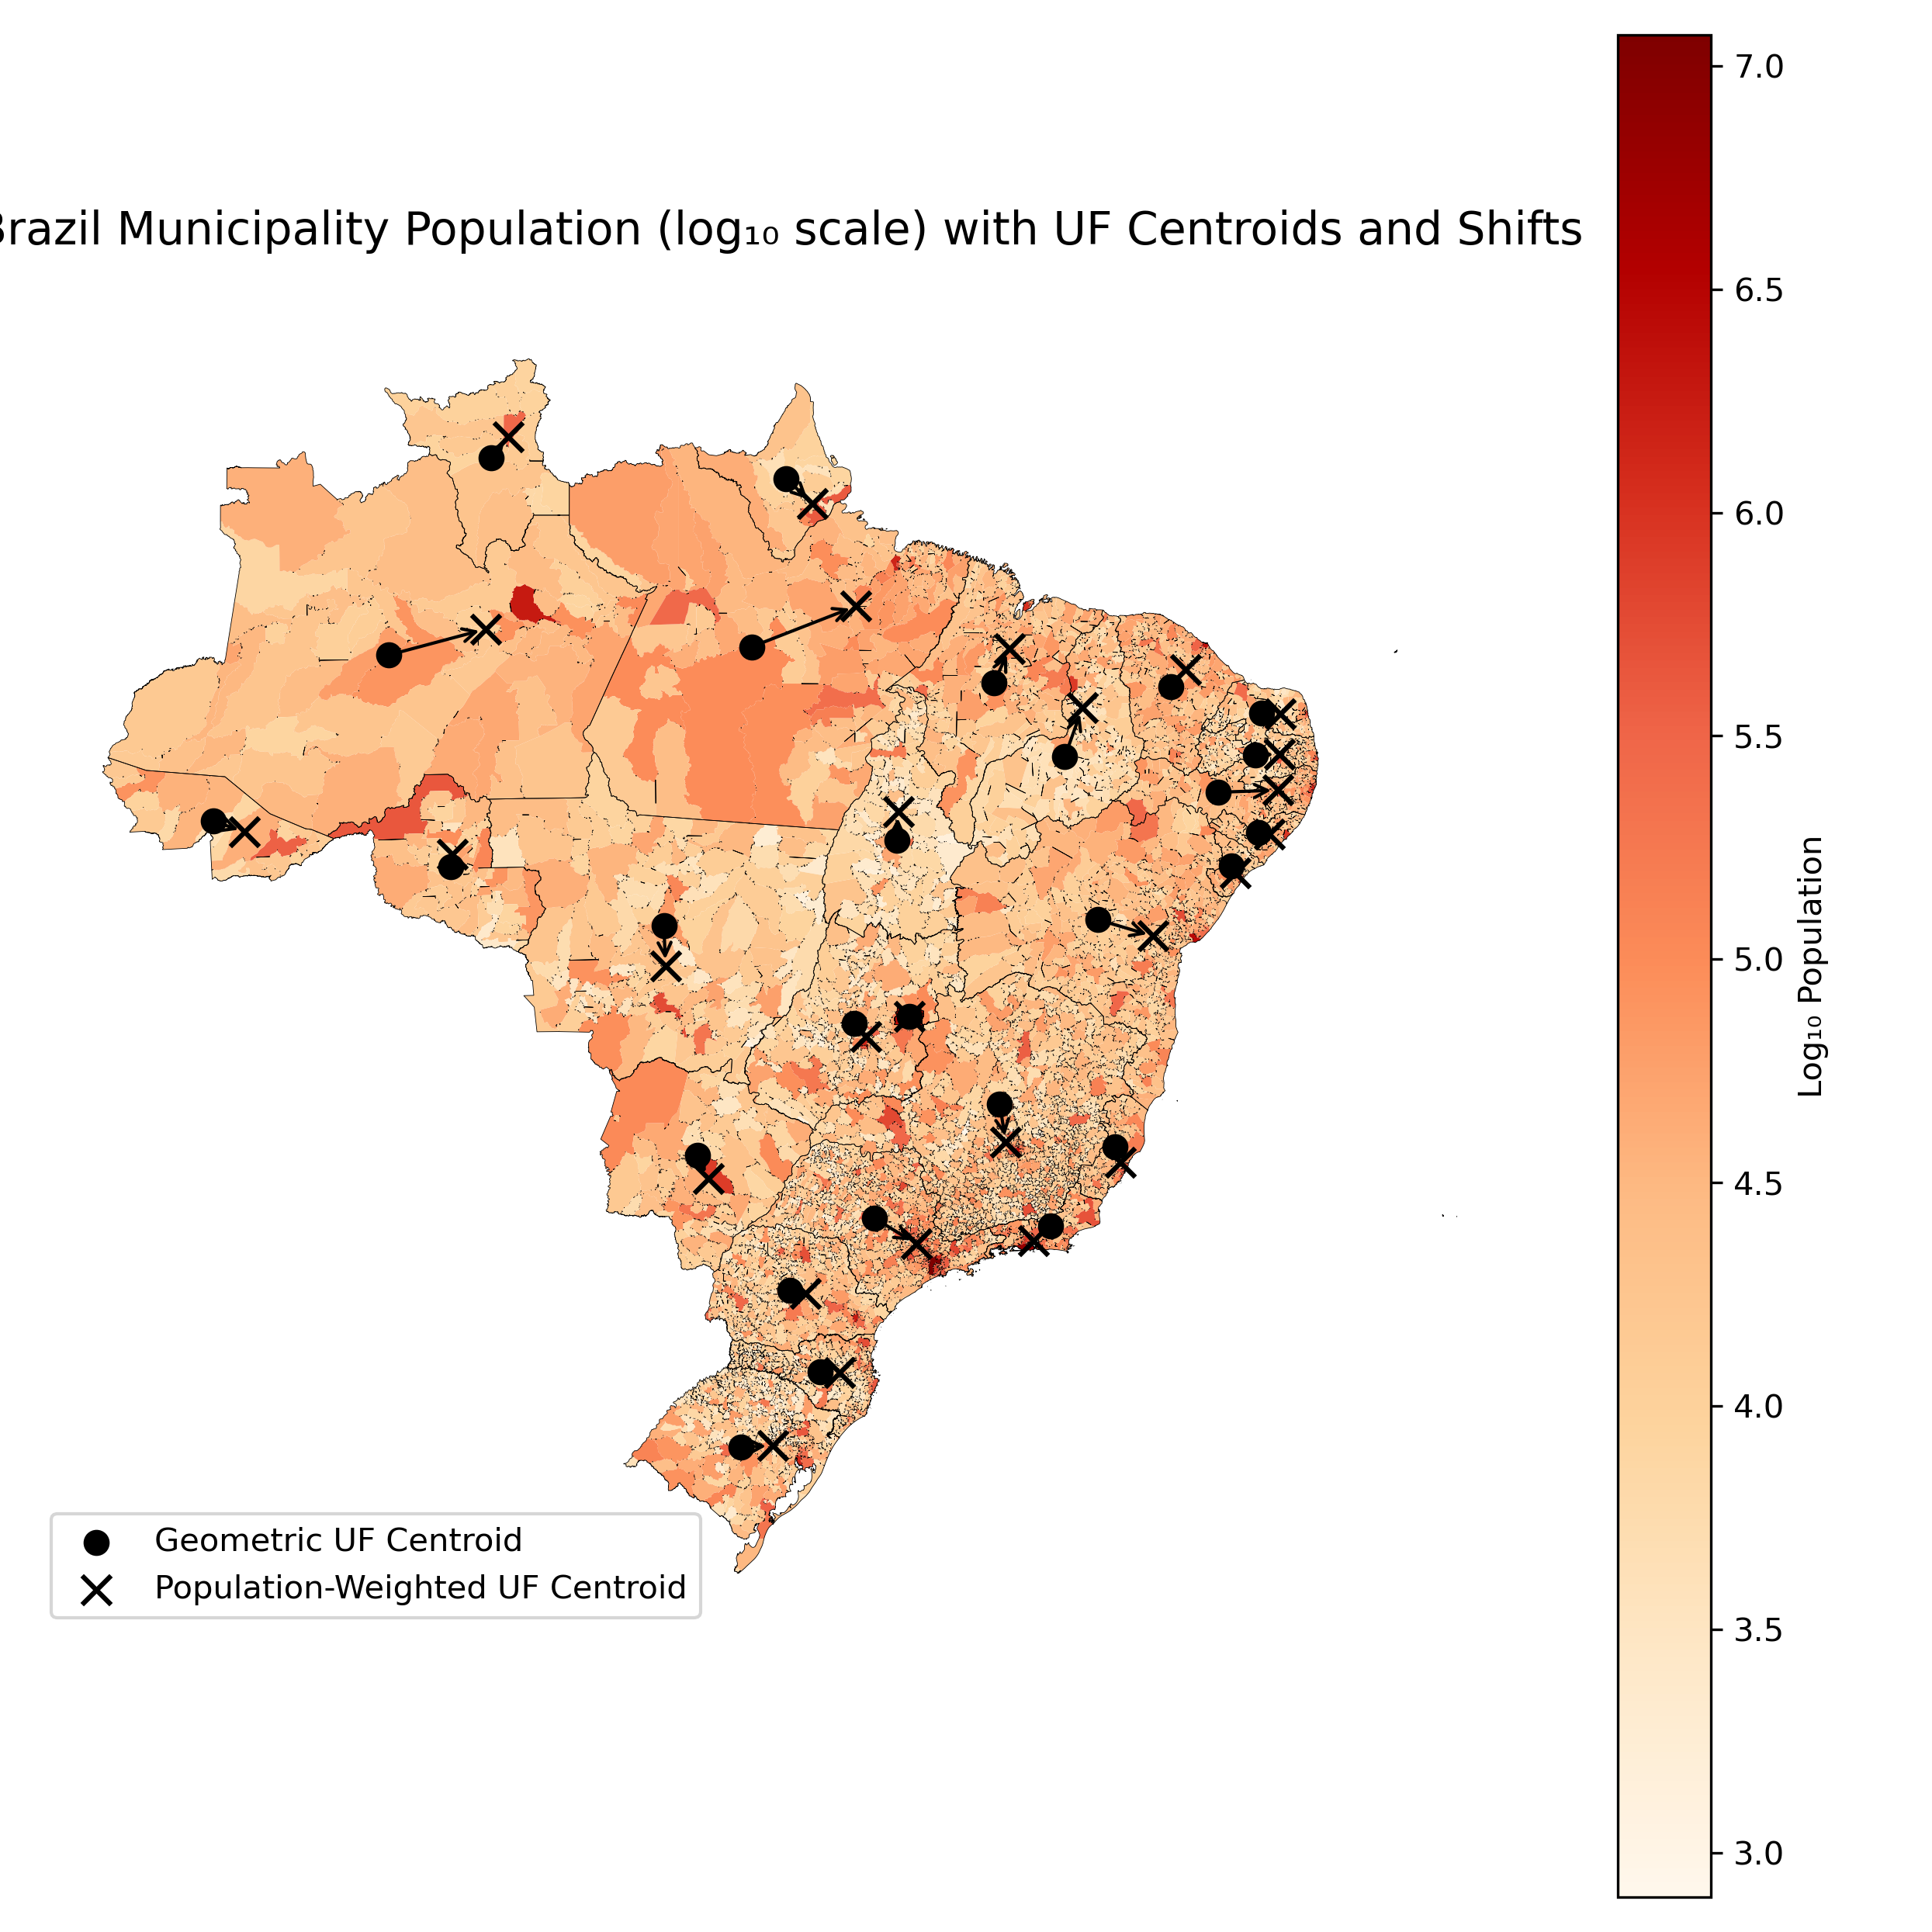 Brazil Municipality Population (log₁₀ scale) with UF Centroids and Shifts
7.0
6.5
6.0
5.5
5.0
4.5
4.0
3.5
3.0
Log₁₀ Population
Geometric UF Centroid
Population-Weighted UF Centroid